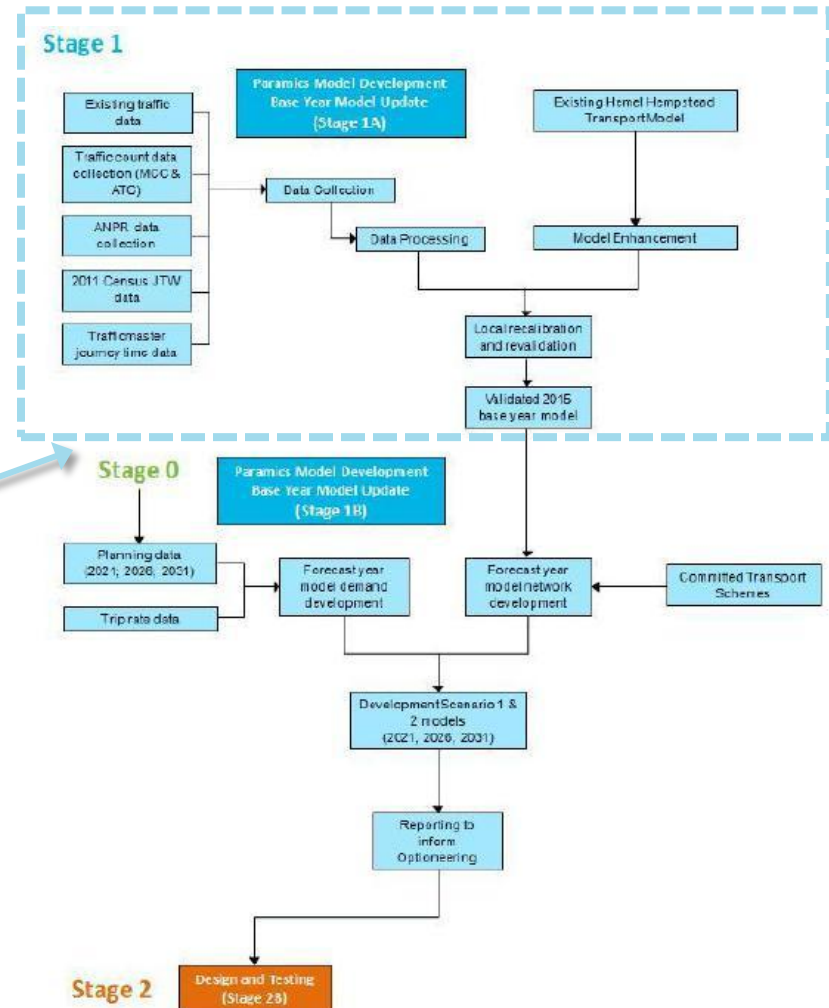 Stage 1
Paramics Model Development
Base Year Model Update
(Stage 1A)
Existing traffic
data
Traffic count data
collection (MCC &
ATC)
ANPR data
collection
2011 Census JTW
data
Trafficmaster
journey time data
Data Collection
Data Processing
Existing Hemel Hempstead
Transport Model
Model Enhancement
Local recalibration
and revalidation
Validated 2015
base year model
Stage 0
Paramics Model Development
Base Year Model Update
(Stage 1B)
Planning data
(2021, 2026, 2031)
Trip rate data
Forecast year
model demand
development
Forecast year
model network
development
Committed Transport
Schemes
Development Scenario 1 &
2 models
(2021, 2026, 2031)
Reporting to
inform
Optioneering
Stage 2
Design and Testing
(Stage 2B)